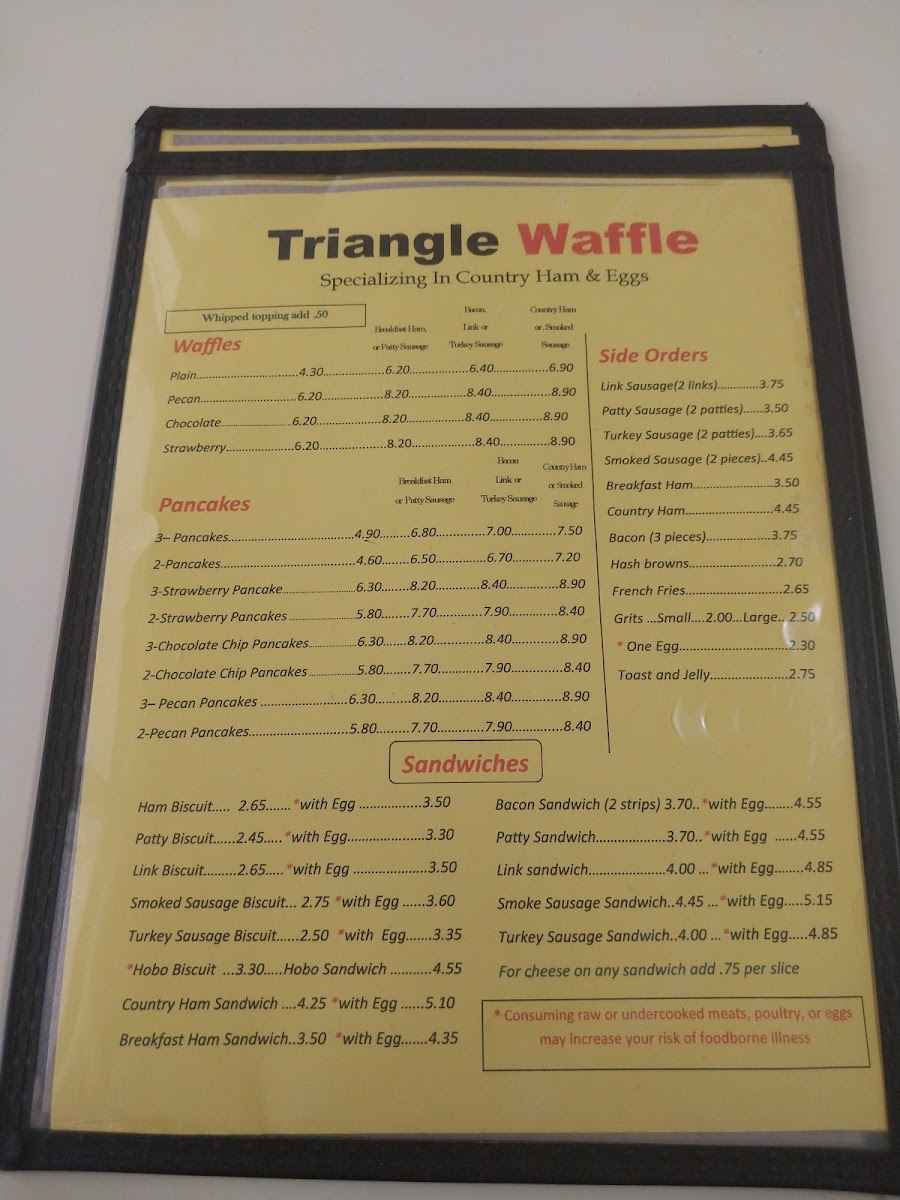 Triangle Waffle
Specializing In Country Ham & Eggs
Whipped topping add .50
Breakfast Ham,
or Patty Sausage
Bacon,
Link or
Turkey Sausage
Country Ham
or, Smoked
Sausage
Waffles
Plain....................4.30...............6.20...............6.40.............6.90
Pecan....................6.20...............8.20...............8.40.............8.90
Chocolate....................6.20...............8.20...............8.40.............8.90
Strawberry....................6.20...............8.20...............8.40.............8.90
Breakfast Ham
or Patty Sausage
Bacon
Link or
Turkey Sausage
Country Ham
or Smoked
Sausage
Pancakes
3– Pancakes..............................4.90........6.80............7.00...........7.50
2-Pancakes..............................4.60........6.50............6.70...........7.20
3-Strawberry Pancake....................6.30........8.20............8.40...........8.90
2-Strawberry Pancakes....................5.80........7.70............7.90...........8.40
3-Chocolate Chip Pancakes....................6.30......8.20............8.40...........8.90
2-Chocolate Chip Pancakes....................5.80.......7.70............7.90...........8.40
3– Pecan Pancakes ....................6.30.........8.20...........8.40............8.90
2-Pecan Pancakes........................5.80........7.70...........7.90............8.40
Side Orders
Link Sausage(2 links).............3.75
Patty Sausage (2 patties)......3.50
Turkey Sausage (2 patties)....3.65
Smoked Sausage (2 pieces)..4.45
Breakfast Ham.....................3.50
Country Ham.......................4.45
Bacon (3 pieces).................3.75
Hash browns.......................2.70
French Fries.........................2.65
Grits ...Small....2.00...Large...2.50
* One Egg...........................2.30
Toast and Jelly.....................2.75
Sandwiches
Ham Biscuit..... 2.65.......*with Egg .................3.50
Patty Biscuit......2.45.....*with Egg...................3.30
Link Biscuit.........2.65.....*with Egg ..................3.50
Smoked Sausage Biscuit... 2.75 *with Egg ......3.60
Turkey Sausage Biscuit......2.50 *with Egg.......3.35
*Hobo Biscuit ...3.30.....Hobo Sandwich ..........4.55
Country Ham Sandwich ....4.25 *with Egg ......5.10
Breakfast Ham Sandwich..3.50 *with Egg.......4.35
Bacon Sandwich (2 strips) 3.70..*with Egg........4.55
Patty Sandwich..................3.70..*with Egg ......4.55
Link sandwich....................4.00 ...*with Egg.......4.85
Smoke Sausage Sandwich..4.45 ...*with Egg.....5.15
Turkey Sausage Sandwich..4.00 ...*with Egg.....4.85
For cheese on any sandwich add .75 per slice
* Consuming raw or undercooked meats, poultry, or eggs
may increase your risk of foodborne illness